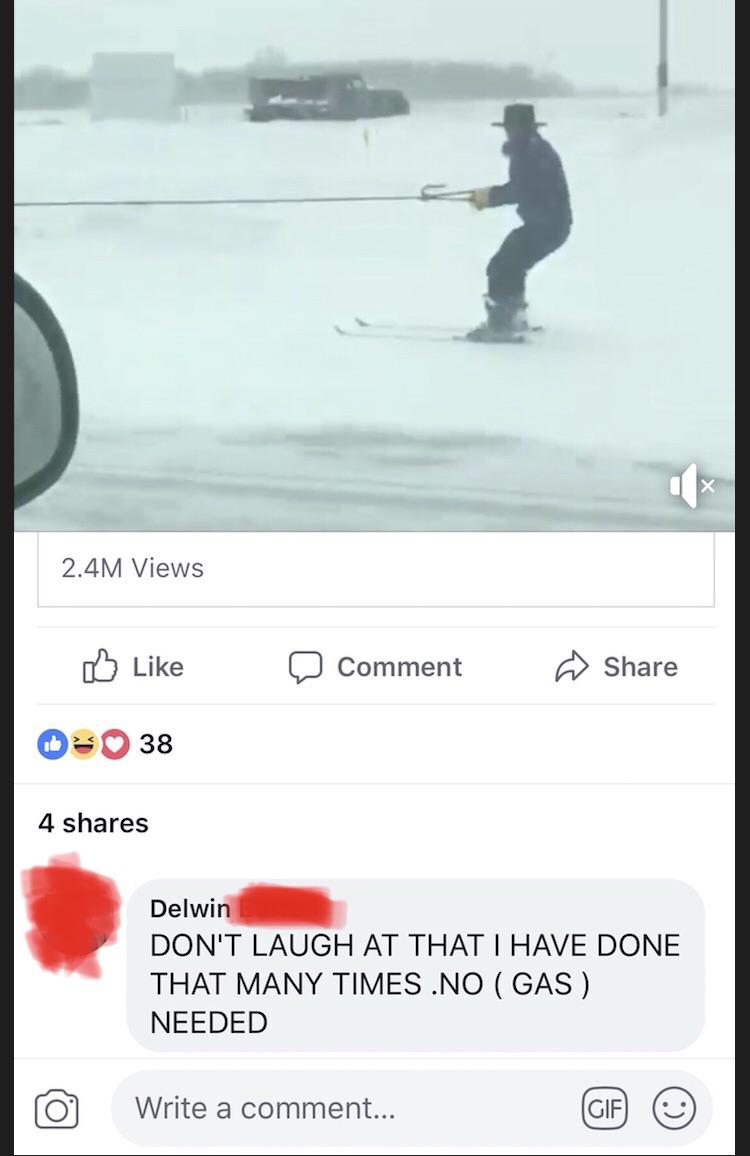 2.4M Views
Like Comment Share
38
4 shares
Delwin
DON'T LAUGH AT THAT I HAVE DONE
THAT MANY TIMES .NO ( GAS )
NEEDED
Write a comment...
GIF